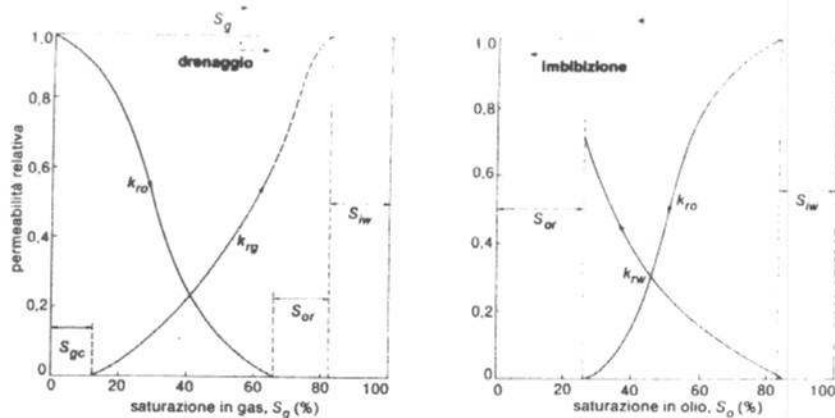 S_g
drenaggio
permeabilità relativa
1.0
0,8
0,6
0,4
0,2
0
k_ro
k_rg
S_iw
S_or
S_gc
0 20 40 60 80 100
saturazione in gas, S_g (%)
imbibizione
1.0
0,8
0,6
0,4
0.2
0
S_or
k_ro
k_rw
S_iw
0 20 40 60 80 100
saturazione in olio, S_o (%)